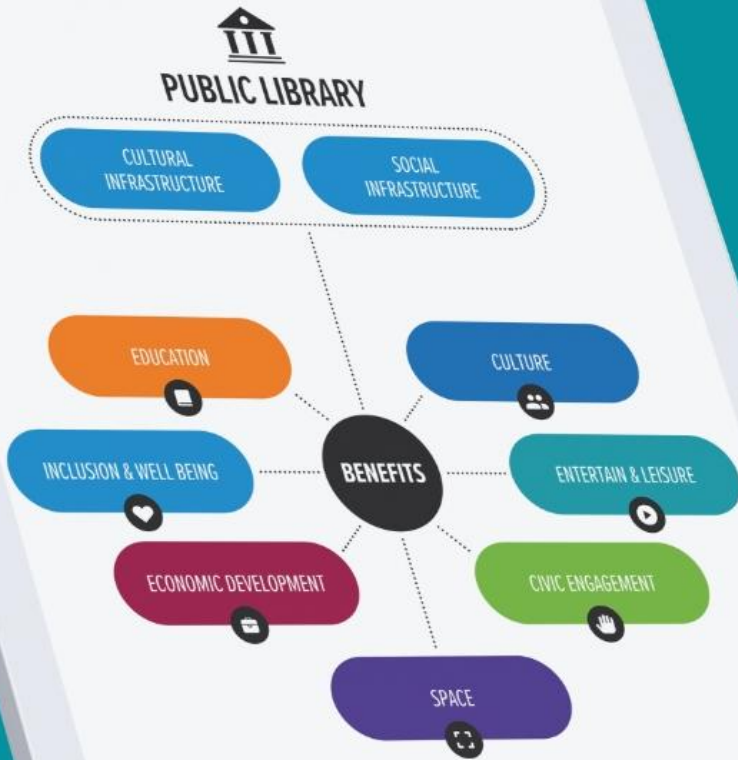 PUBLIC LIBRARY
CULTURAL
INFRASTRUCTURE
SOCIAL
INFRASTRUCTURE
EDUCATION
CULTURE
INCLUSION & WELL BEING
BENEFITS
ENTERTAIN & LEISURE
ECONOMIC DEVELOPMENT
CIVIC ENGAGEMENT
SPACE